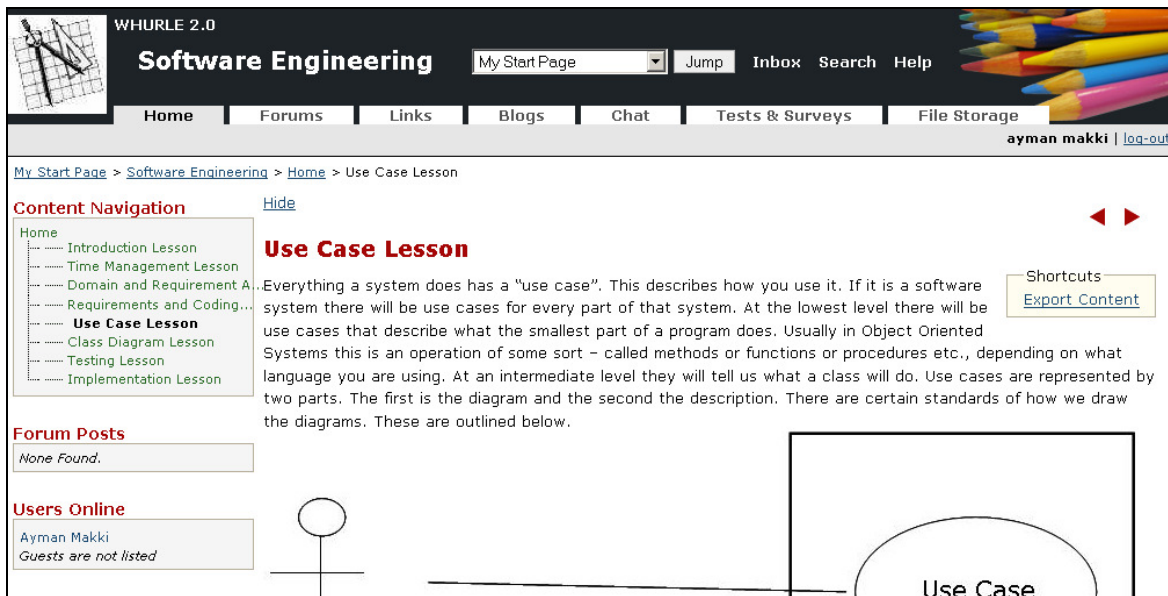 WHURLE 2.0
Software Engineering
My Start Page Jump Inbox Search Help
Home Forums Links Blogs Chat Tests & Surveys File Storage
ayman makki | log-out
My Start Page > Software Engineering > Home > Use Case Lesson
Content Navigation
Home
Introduction Lesson
Time Management Lesson
Domain and Requirement A...
Requirements and Coding...
Use Case Lesson
Class Diagram Lesson
Testing Lesson
Implementation Lesson
Forum Posts
None Found.
Users Online
Ayman Makki
Guests are not listed
Hide
Use Case Lesson
Shortcuts
Export Content
Everything a system does has a “use case”. This describes how you use it. If it is a software
system there will be use cases for every part of that system. At the lowest level there will be
use cases that describe what the smallest part of a program does. Usually in Object Oriented
Systems this is an operation of some sort – called methods or functions or procedures etc., depending on what
language you are using. At an intermediate level they will tell us what a class will do. Use cases are represented by
two parts. The first is the diagram and the second the description. There are certain standards of how we draw
the diagrams. These are outlined below.
Use Case